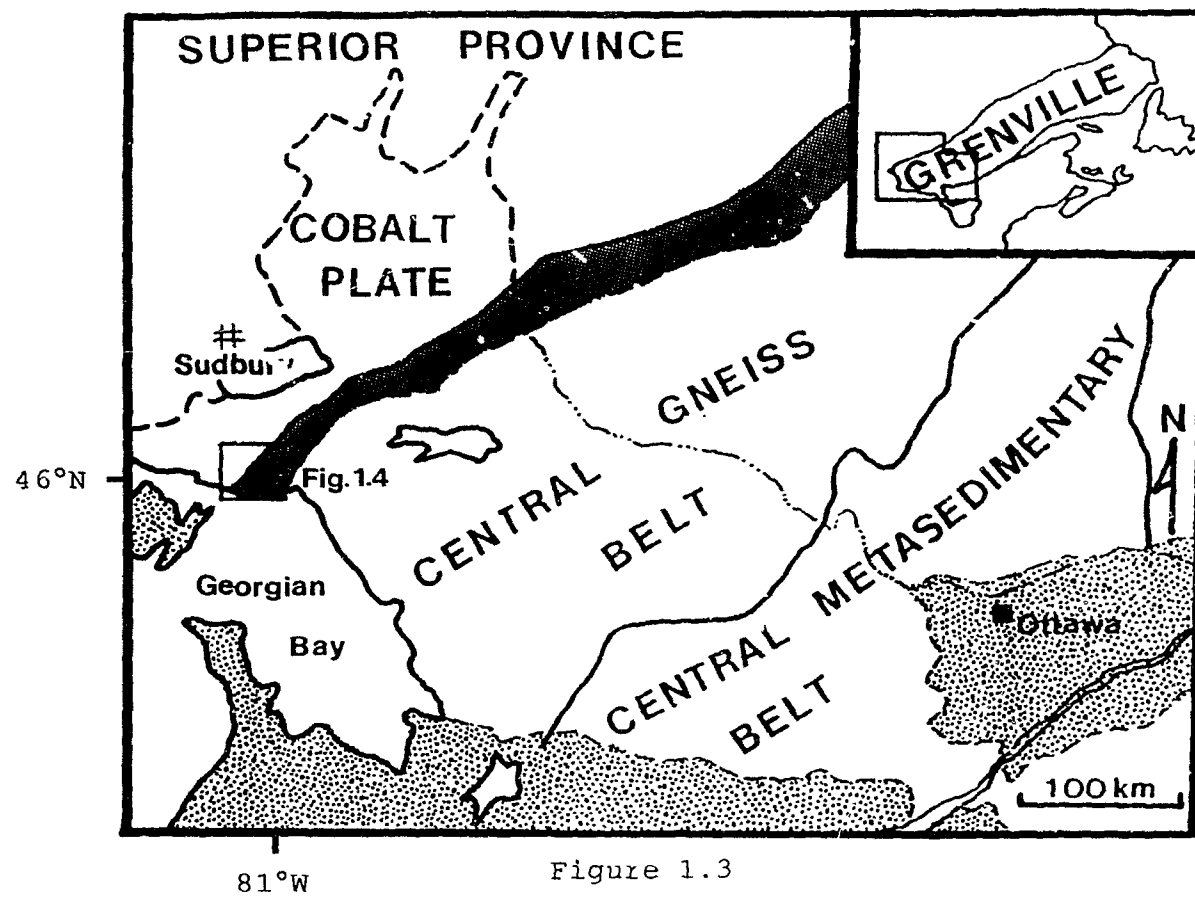 SUPERIOR PROVINCE
GRENVILLE
COBALT
PLATE
#
Sudbury
GNEISS
N
46°N
Fig.1.4
CENTRAL
BELT
METASEDIMENTARY
Georgian
Bay
Ottawa
CENTRAL
BELT
100 km
81°W
Figure 1.3